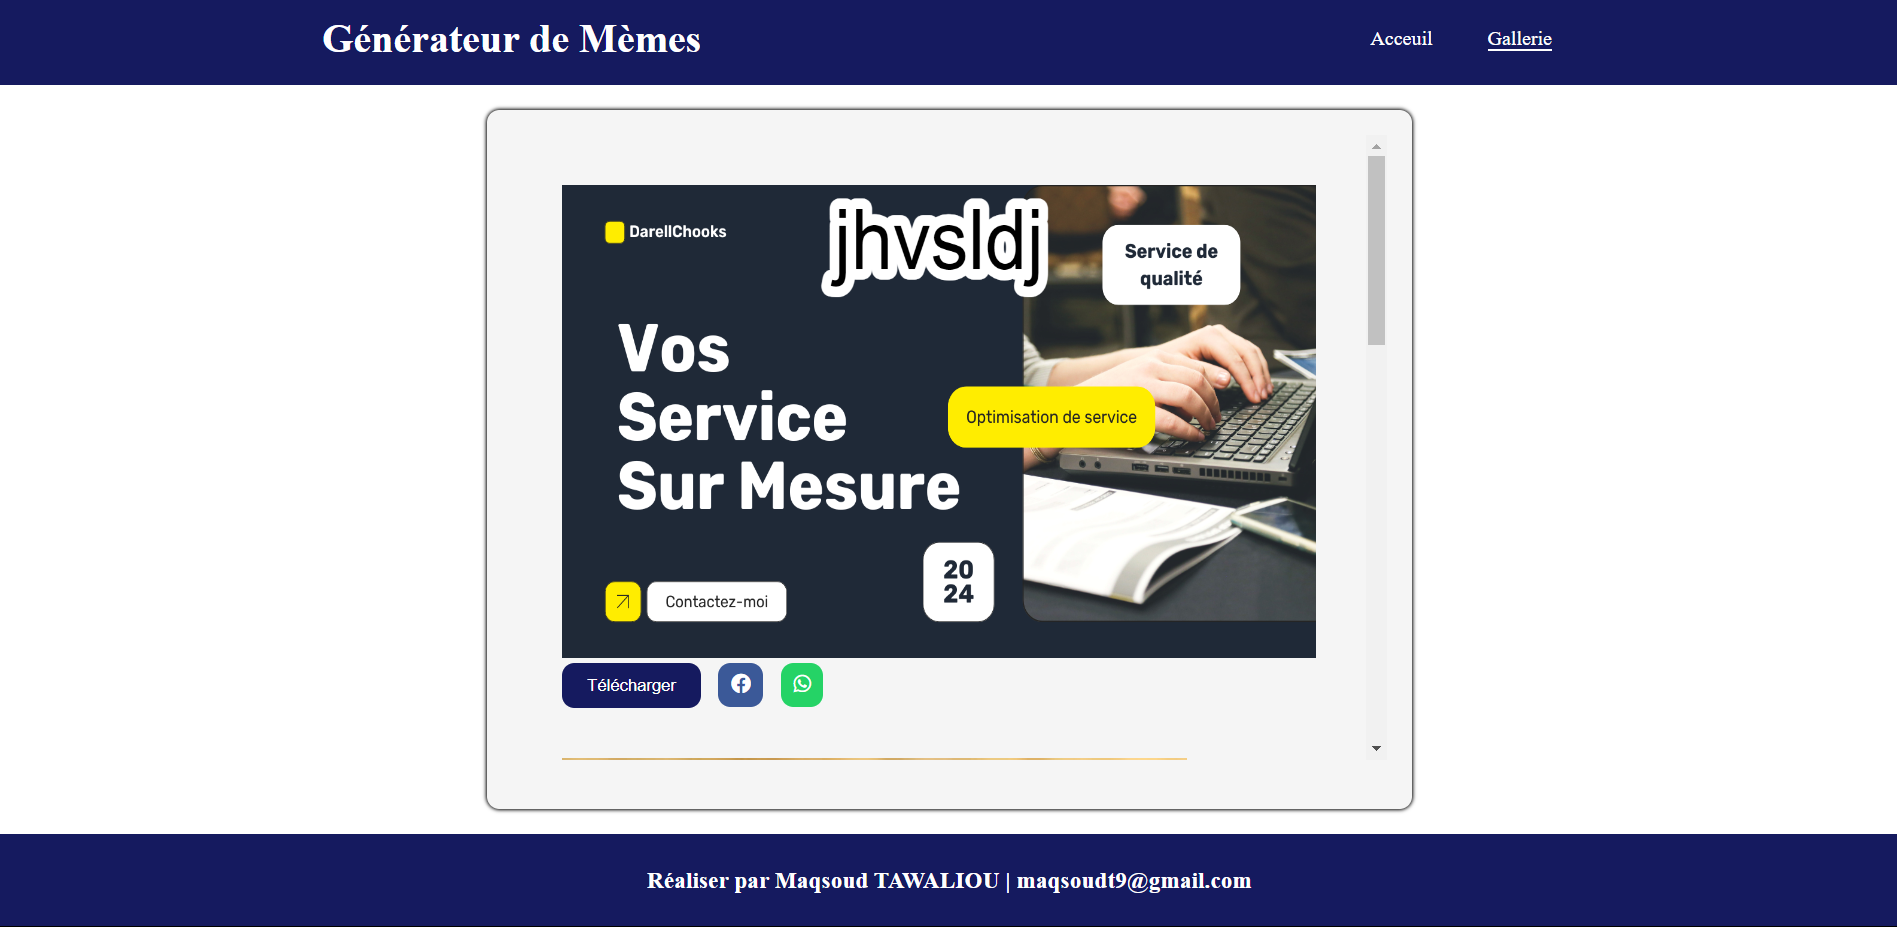 Générateur de Mèmes
Acceuil
Gallerie
DarellChooks
jhvsldj
Service de
qualité
Vos
Service
Sur Mesure
Optimisation de service
20
24
Contactez-moi
Télécharger
Réaliser par Maqsoud TAWALIOU | maqsoudt9@gmail.com